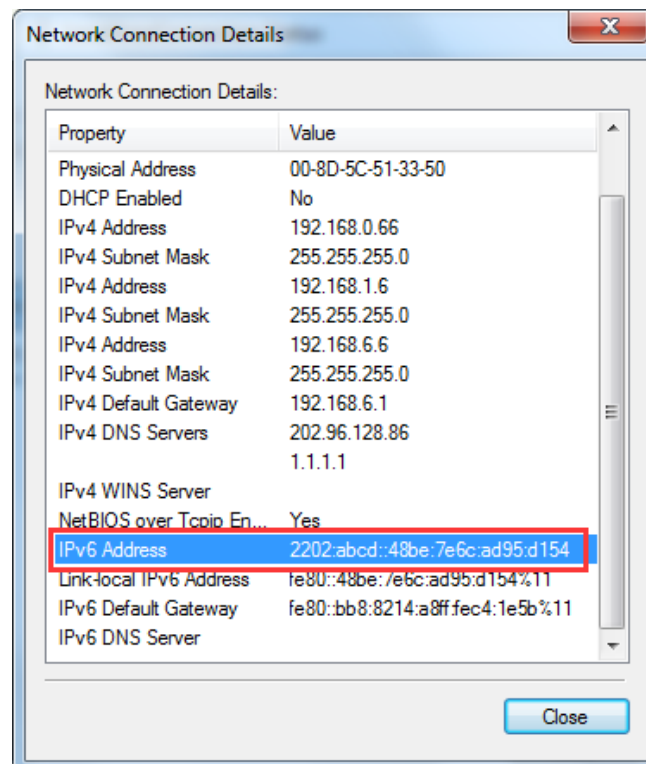 Network Connection Details
Network Connection Details:
Property Value
Physical Address 00-8D-5C-51-33-50
DHCP Enabled No
IPv4 Address 192.168.0.66
IPv4 Subnet Mask 255.255.255.0
IPv4 Address 192.168.1.6
IPv4 Subnet Mask 255.255.255.0
IPv4 Address 192.168.6.6
IPv4 Subnet Mask 255.255.255.0
IPv4 Default Gateway 192.168.6.1
IPv4 DNS Servers 202.96.128.86
1.1.1.1
IPv4 WINS Server
NetBIOS over Tcpip En... Yes
IPv6 Address 2202:abcd::48be:7e6c:ad95:d154
Link-local IPv6 Address fe80::48be:7e6c:ad95:d154%11
IPv6 Default Gateway fe80::bb8:8214:a8ff:fec4:1e5b%11
IPv6 DNS Server
Close